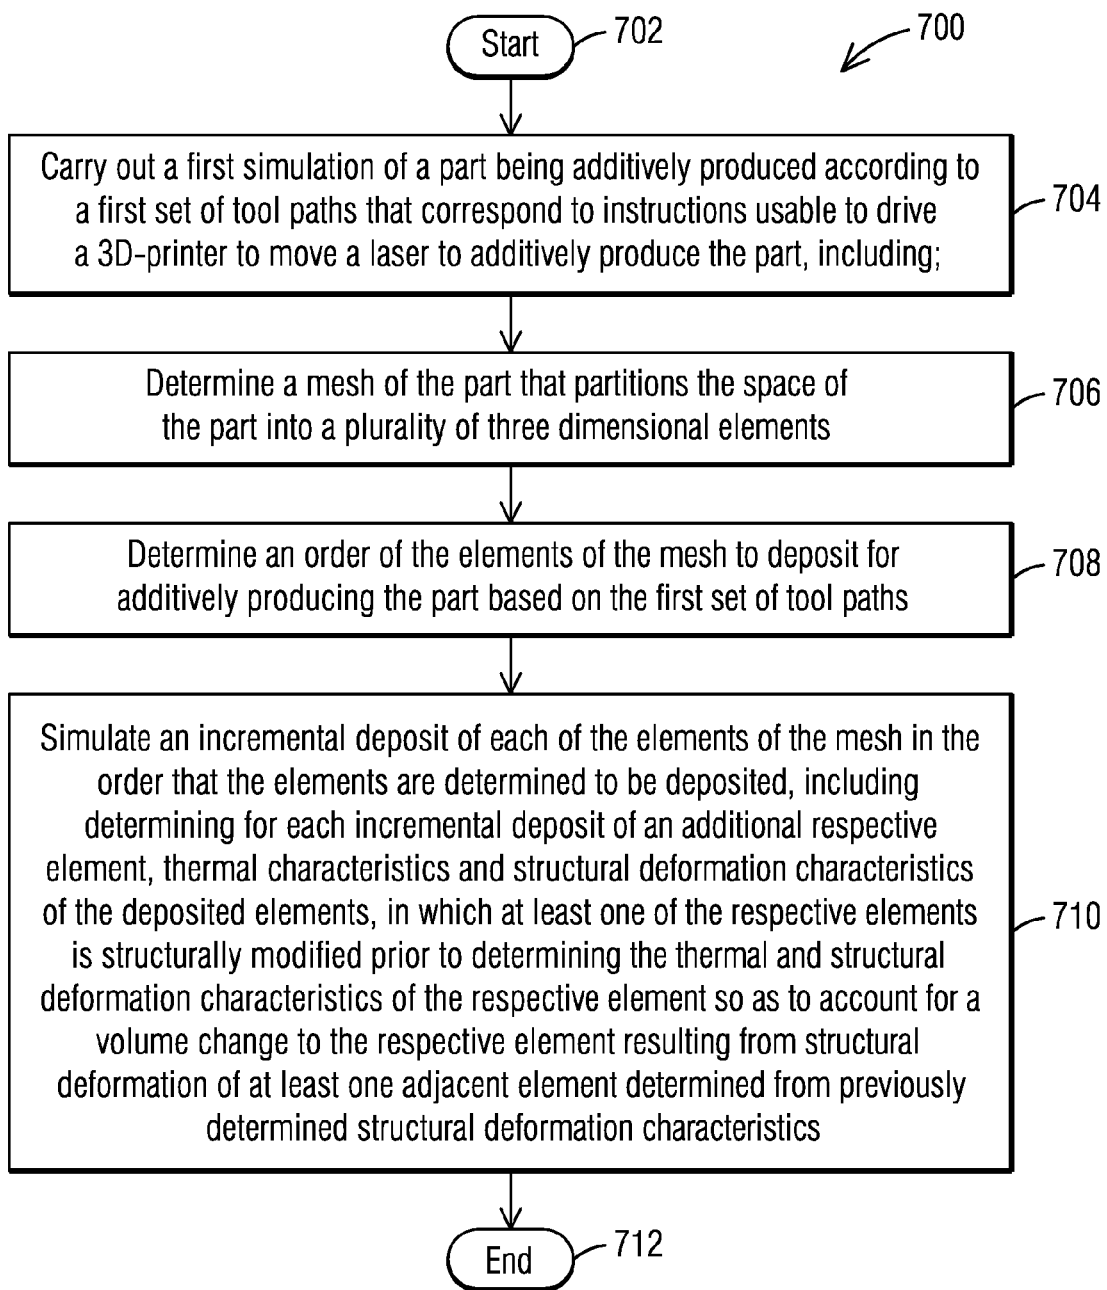 Start
702
700
Carry out a first simulation of a part being additively produced according to
a first set of tool paths that correspond to instructions usable to drive
a 3D-printer to move a laser to additively produce the part, including;
704
Determine a mesh of the part that partitions the space of
the part into a plurality of three dimensional elements
706
Determine an order of the elements of the mesh to deposit for
additively producing the part based on the first set of tool paths
708
Simulate an incremental deposit of each of the elements of the mesh in the
order that the elements are determined to be deposited, including
determining for each incremental deposit of an additional respective
element, thermal characteristics and structural deformation characteristics
of the deposited elements, in which at least one of the respective elements
is structurally modified prior to determining the thermal and structural
deformation characteristics of the respective element so as to account for a
volume change to the respective element resulting from structural
deformation of at least one adjacent element determined from previously
determined structural deformation characteristics
710
End
712